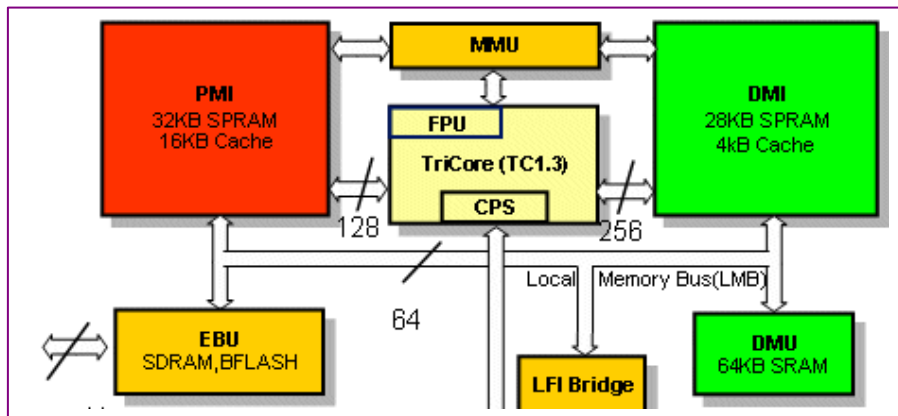 MMU
PMI
32KB SPRAM
16KB Cache
DMI
28KB SPRAM
4kB Cache
FPU
TriCore (TC1.3)
CPS
128
256
64
Local Memory Bus(LMB)
EBU
SDRAM,BFLASH
LFI Bridge
DMU
64KB SRAM